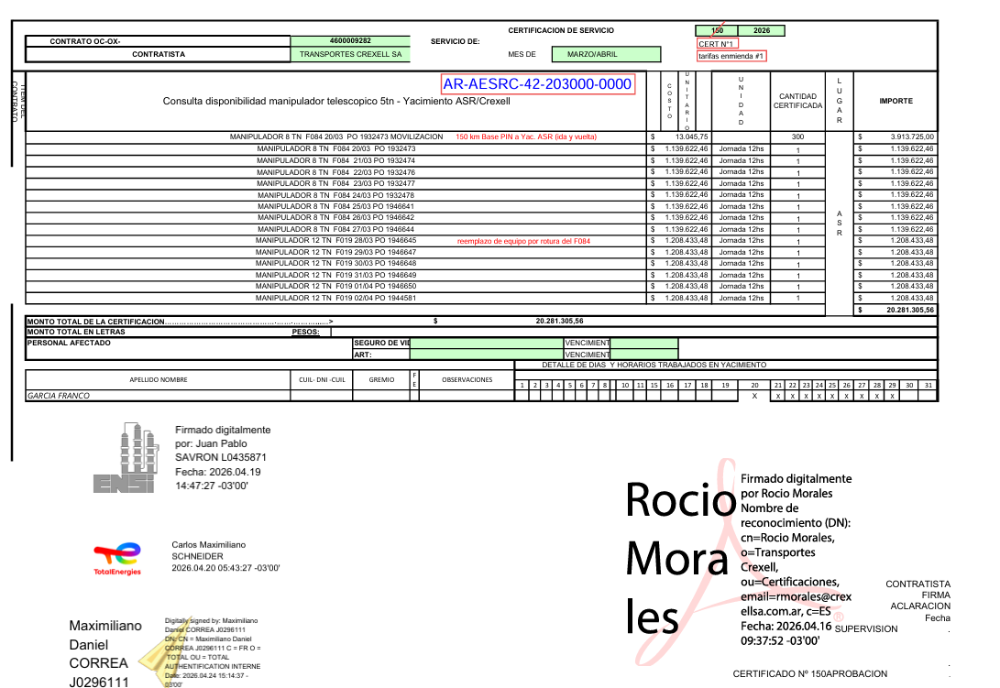 CERTIFICACION DE SERVICIO 150 2026
CONTRATO OC-OX- 4600009282 SERVICIO DE: CERT N°1
CONTRATISTA TRANSPORTES CREXELL SA MES DE MARZO/ABRIL tarifas enmienda #1
ITEM DEL CONTRATO
AR-AESRC-42-203000-0000
Consulta disponibilidad manipulador telescopico 5tn - Yacimiento ASR/Crexell
COSTO UNITARIO UNIDAD CANTIDAD CERTIFICADA LUGAR IMPORTE
MANIPULADOR 8 TN F084 20/03 PO 1932473 MOVILIZACION 150 km Base PIN a Yac. ASR (ida y vuelta) $ 13.045,75 300 $ 3.913.725,00
MANIPULADOR 8 TN F084 20/03 PO 1932473 $ 1.139.622,46 Jornada 12hs 1 $ 1.139.622,46
MANIPULADOR 8 TN F084 21/03 PO 1932474 $ 1.139.622,46 Jornada 12hs 1 $ 1.139.622,46
MANIPULADOR 8 TN F084 22/03 PO 1932476 $ 1.139.622,46 Jornada 12hs 1 $ 1.139.622,46
MANIPULADOR 8 TN F084 23/03 PO 1932477 $ 1.139.622,46 Jornada 12hs 1 $ 1.139.622,46
MANIPULADOR 8 TN F084 24/03 PO 1932478 $ 1.139.622,46 Jornada 12hs 1 $ 1.139.622,46
MANIPULADOR 8 TN F084 25/03 PO 1946641 $ 1.139.622,46 Jornada 12hs 1 $ 1.139.622,46
MANIPULADOR 8 TN F084 26/03 PO 1946642 $ 1.139.622,46 Jornada 12hs 1 ASR $ 1.139.622,46
MANIPULADOR 8 TN F084 27/03 PO 1946644 $ 1.139.622,46 Jornada 12hs 1 $ 1.139.622,46
MANIPULADOR 12 TN F019 28/03 PO 1946645 reemplazo de equipo por rotura del F084 $ 1.208.433,48 Jornada 12hs 1 $ 1.208.433,48
MANIPULADOR 12 TN F019 29/03 PO 1946647 $ 1.208.433,48 Jornada 12hs 1 $ 1.208.433,48
MANIPULADOR 12 TN F019 30/03 PO 1946648 $ 1.208.433,48 Jornada 12hs 1 $ 1.208.433,48
MANIPULADOR 12 TN F019 31/03 PO 1946649 $ 1.208.433,48 Jornada 12hs 1 $ 1.208.433,48
MANIPULADOR 12 TN F019 01/04 PO 1946650 $ 1.208.433,48 Jornada 12hs 1 $ 1.208.433,48
MANIPULADOR 12 TN F019 02/04 PO 1944581 $ 1.208.433,48 Jornada 12hs 1 $ 1.208.433,48
$ 20.281.305,56
MONTO TOTAL DE LA CERTIFICACION……………………………………> $ 20.281.305,56
MONTO TOTAL EN LETRAS PESOS:
PERSONAL AFECTADO SEGURO DE VID VENCIMIENT
ART: VENCIMIENT
DETALLE DE DIAS Y HORARIOS TRABAJADOS EN YACIMIENTO
APELLIDO NOMBRE CUIL- DNI -CUIL GREMIO FE OBSERVACIONES 1 2 3 4 5 6 7 8 10 11 15 16 17 18 19 20 21 22 23 24 25 26 27 28 29 30 31
GARCIA FRANCO X X X X X X X X X X
ENSI
Firmado digitalmente
por: Juan Pablo
SAVRON L0435871
Fecha: 2026.04.19
14:47:27 -03'00'
TotalEnergies
Carlos Maximiliano
SCHNEIDER
2026.04.20 05:43:27 -03'00'
Maximiliano
Daniel
CORREA
J0296111
Digitally signed by: Maximiliano
Daniel CORREA J0296111
DN: CN = Maximiliano Daniel
CORREA J0296111 C = FR O =
TOTAL OU = TOTAL
AUTHENTIFICATION INTERNE
Date: 2026.04.24 15:14:37 -
03'00'
Rocio
Mora
les
Firmado digitalmente
por Rocio Morales
Nombre de
reconocimiento (DN):
cn=Rocio Morales,
o=Transportes
Crexell,
ou=Certificaciones,
email=rmorales@crex
ellsa.com.ar, c=ES
Fecha: 2026.04.16
09:37:52 -03'00'
CONTRATISTA
FIRMA
ACLARACION
Fecha
SUPERVISION .
.
CERTIFICADO Nº 150APROBACION .